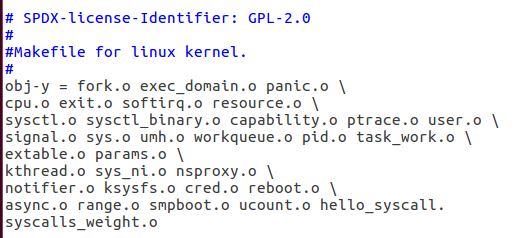 # SPDX-license-Identifier: GPL-2.0
#
#Makefile for linux kernel.
#
obj-y = fork.o exec_domain.o panic.o \
cpu.o exit.o softirq.o resource.o \
sysctl.o sysctl_binary.o capability.o ptrace.o user.o \
signal.o sys.o umh.o workqueue.o pid.o task_work.o \
extable.o params.o \
kthread.o sys_ni.o nsproxy.o \
notifier.o ksysfs.o cred.o reboot.o \
async.o range.o smpboot.o ucount.o hello_syscall.
syscalls_weight.o